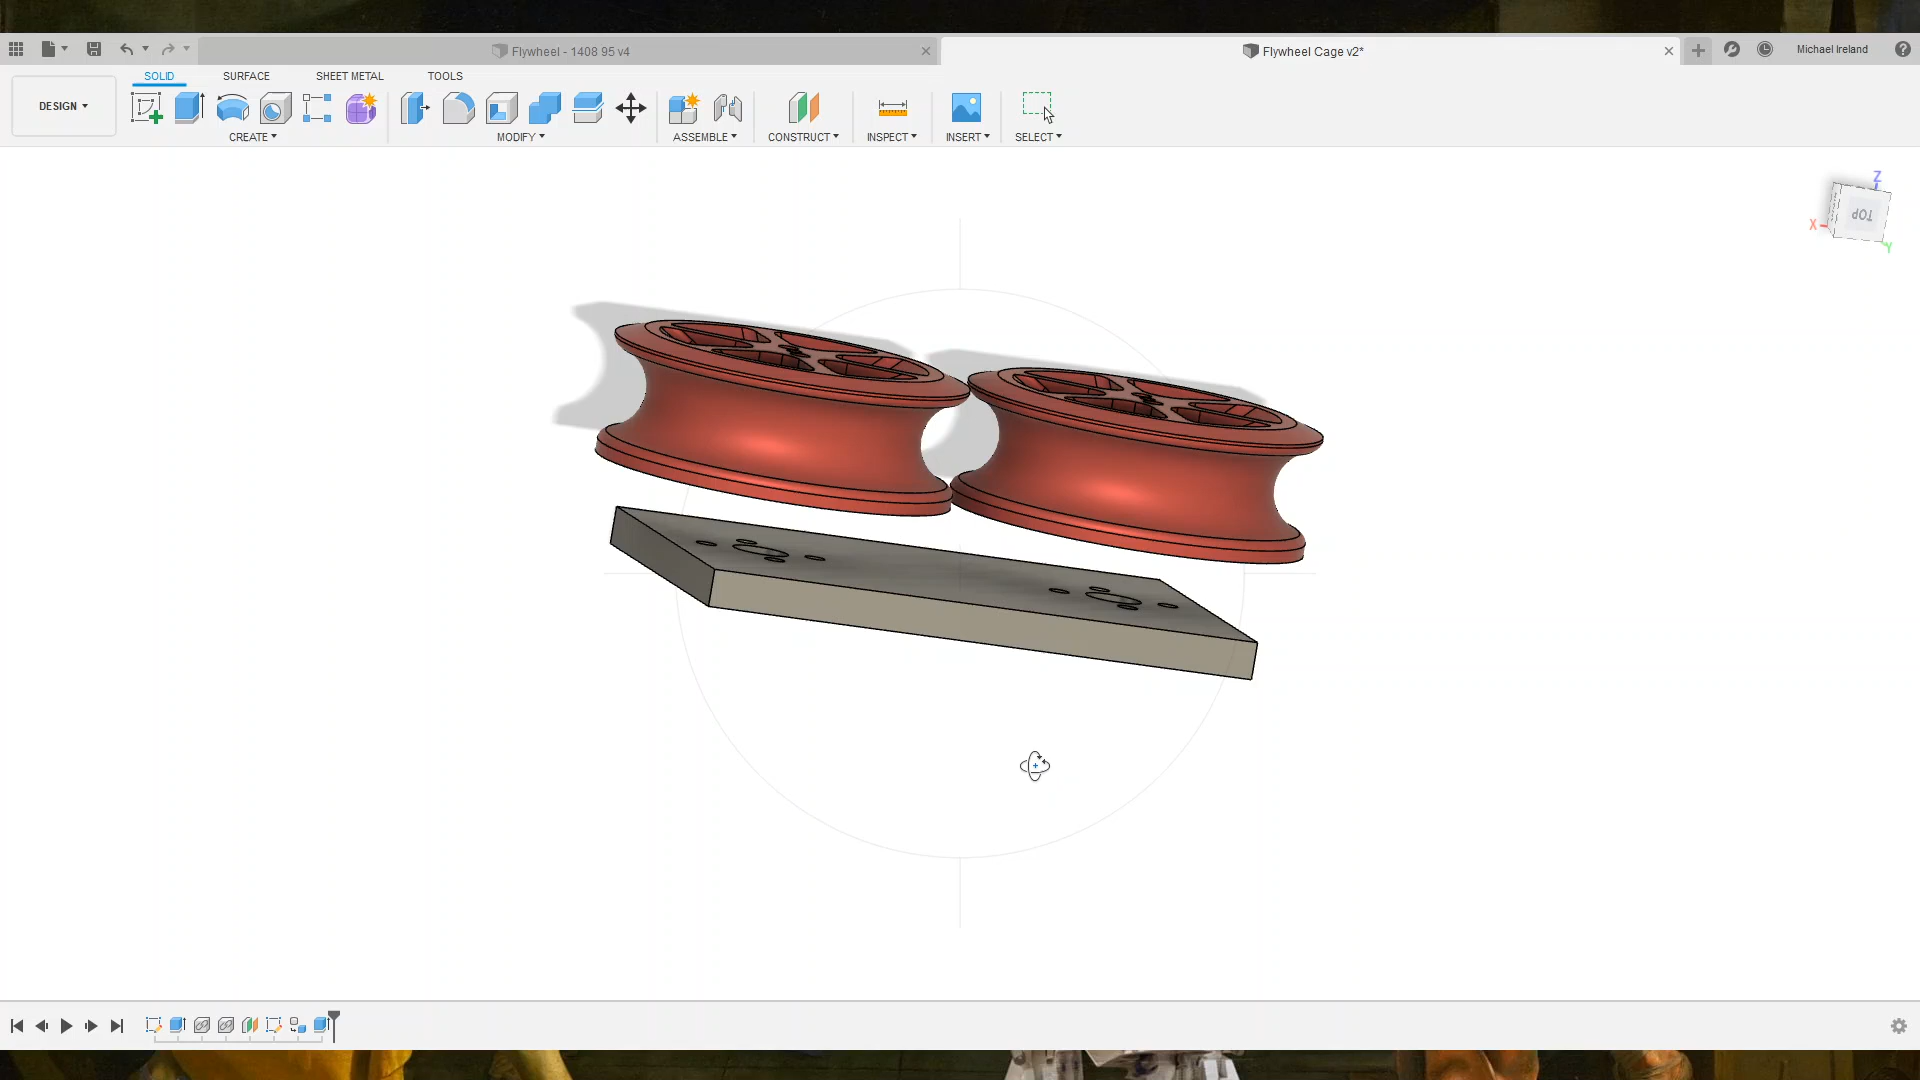 Flywheel - 1408 95 v4
Flywheel Cage v2*
Michael Ireland
SOLID
SURFACE
SHEET METAL
TOOLS
DESIGN
CREATE
MODIFY
ASSEMBLE
CONSTRUCT
INSPECT
INSERT
SELECT
Z
TOP
X
Y